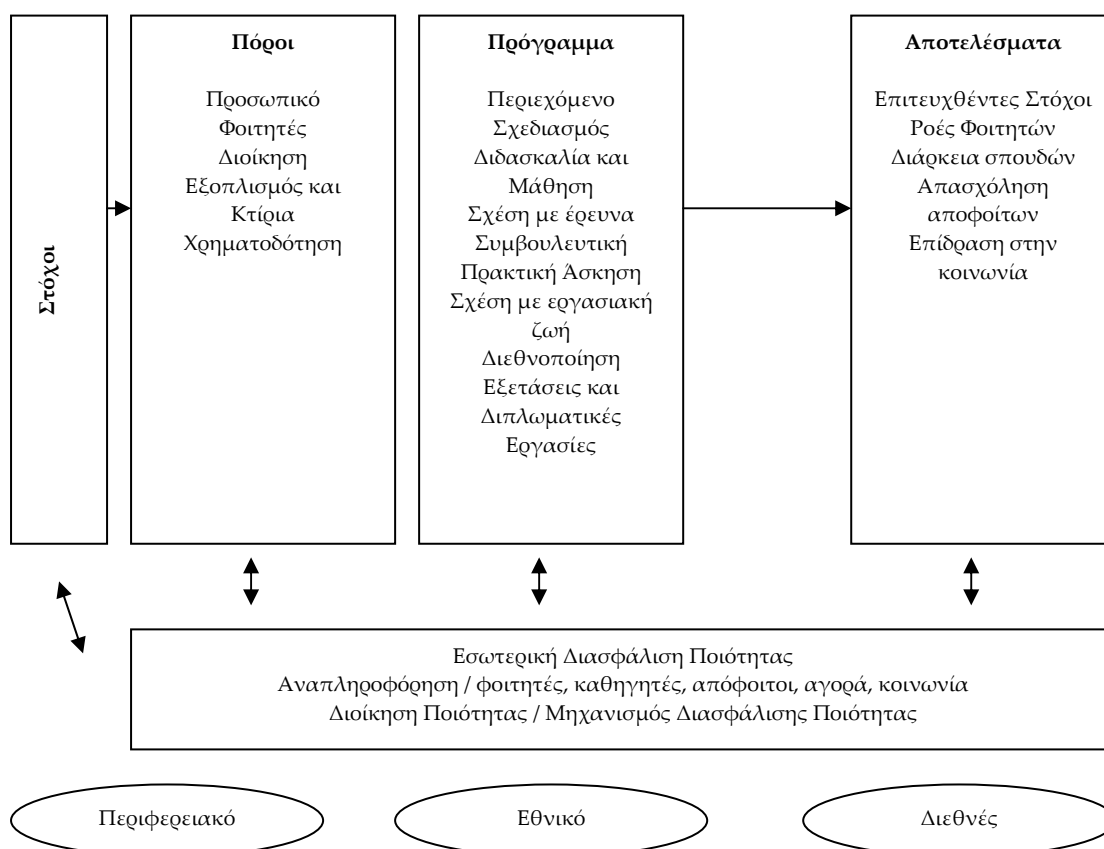 Στόχοι
Πόροι
Προσωπικό
Φοιτητές
Διοίκηση
Εξοπλισμός και
Κτίρια
Χρηματοδότηση
Πρόγραμμα
Περιεχόμενο
Σχεδιασμός
Διδασκαλία και
Μάθηση
Σχέση με έρευνα
Συμβουλευτική
Πρακτική Άσκηση
Σχέση με εργασιακή
ζωή
Διεθνοποίηση
Εξετάσεις και
Διπλωματικές
Εργασίες
Αποτελέσματα
Επιτευχθέντες Στόχοι
Ροές Φοιτητών
Διάρκεια σπουδών
Απασχόληση
αποφοίτων
Επίδραση στην
κοινωνία
Εσωτερική Διασφάλιση Ποιότητας
Αναπληροφόρηση / φοιτητές, καθηγητές, απόφοιτοι, αγορά, κοινωνία
Διοίκηση Ποιότητας / Μηχανισμός Διασφάλισης Ποιότητας
Περιφερειακό
Εθνικό
Διεθνές